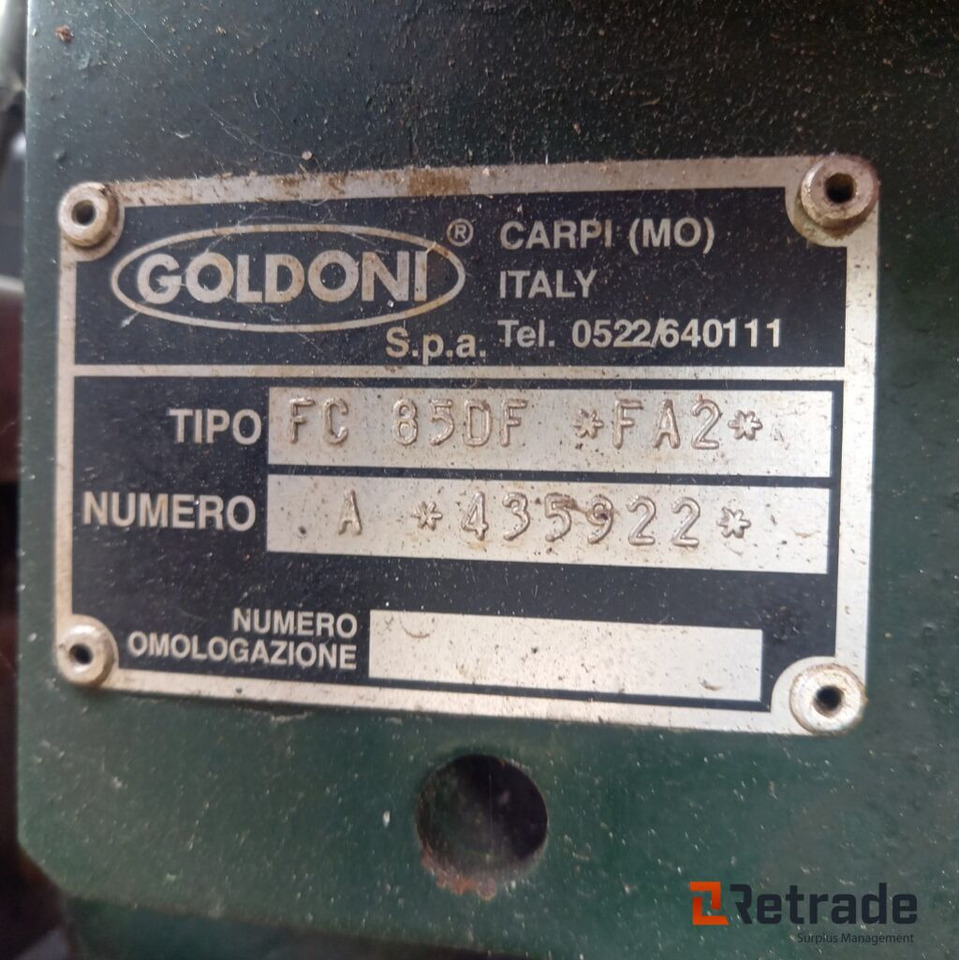 GOLDONI ® CARPI (MO)
ITALY
S.p.a. Tel. 0522/640111
TIPO FC 85DF *FA2*
NUMERO A *435922*
NUMERO
OMOLOGAZIONE
Retrade
Surplus Management